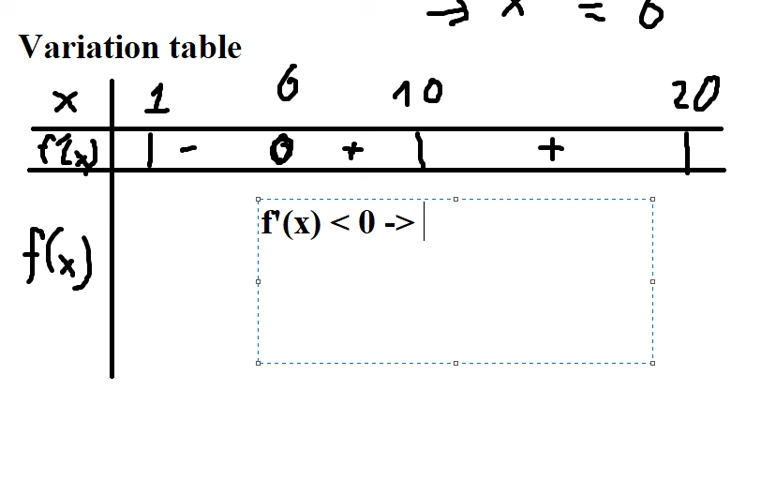 → x = 6
Variation table
x 1 6 10 20
f'(x) | - 0 + | + |
f'(x) < 0 ->
f(x)